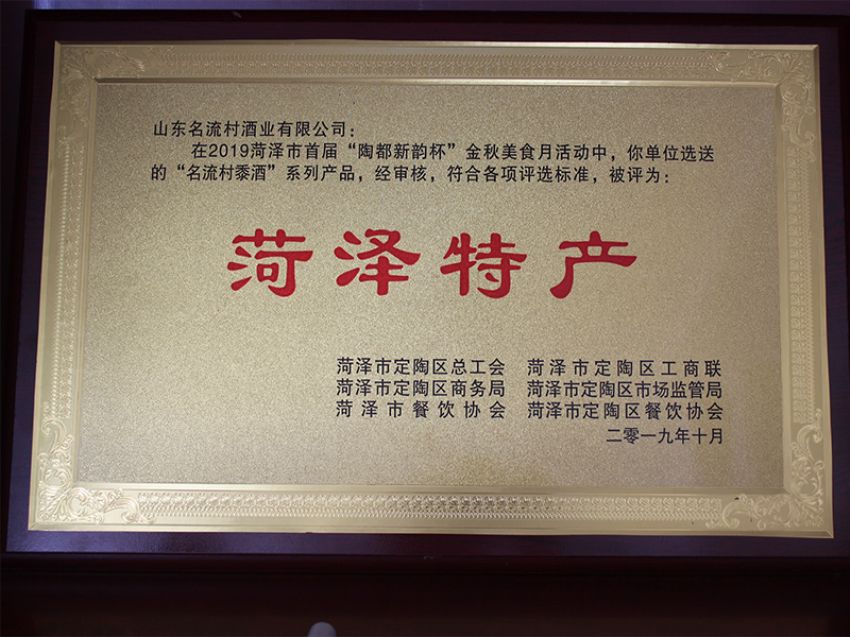 山东名流村酒业有限公司：
在2019菏泽市首届“陶都新韵杯”金秋美食月活动中，你单位选送
的“名流村黍酒”系列产品，经审核，符合各项评选标准，被评为：
菏泽特产
菏泽市定陶区总工会 菏泽市定陶区工商联
菏泽市定陶区商务局 菏泽市定陶区市场监管局
菏泽市餐饮协会 菏泽市定陶区餐饮协会
二零一九年十月